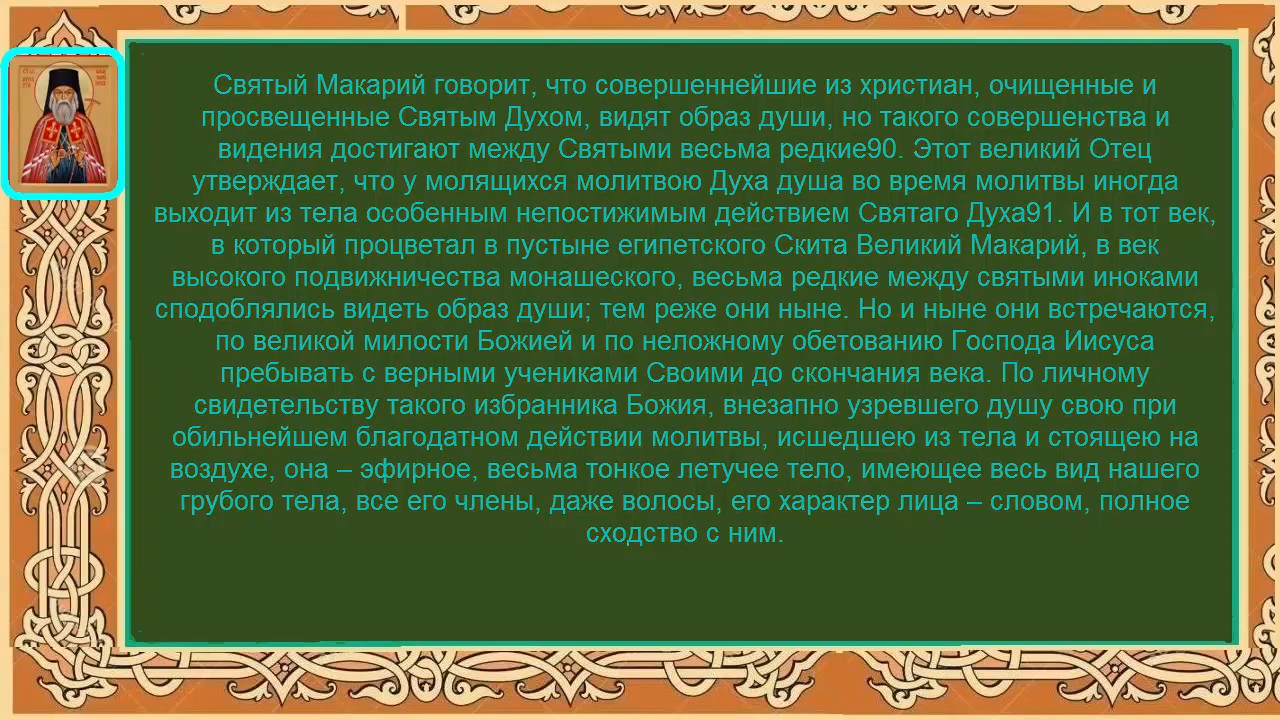 Святый Макарий говорит, что совершеннейшие из христиан, очищенные и
просвещенные Святым Духом, видят образ души, но такого совершенства и
видения достигают между Святыми весьма редкие90. Этот великий Отец
утверждает, что у молящихся молитвою Духа душа во время молитвы иногда
выходит из тела особенным непостижимым действием Святаго Духа91. И в тот век,
в который процветал в пустыне египетского Скита Великий Макарий, в век
высокого подвижничества монашеского, весьма редкие между святыми иноками
сподоблялись видеть образ души; тем реже они ныне. Но и ныне они встречаются,
по великой милости Божией и по неложному обетованию Господа Иисуса
пребывать с верными учениками Своими до скончания века. По личному
свидетельству такого избранника Божия, внезапно узревшего душу свою при
обильнейшем благодатном действии молитвы, исшедшею из тела и стоящею на
воздухе, она – эфирное, весьма тонкое летучее тело, имеющее весь вид нашего
грубого тела, все его члены, даже волосы, его характер лица – словом, полное
сходство с ним.